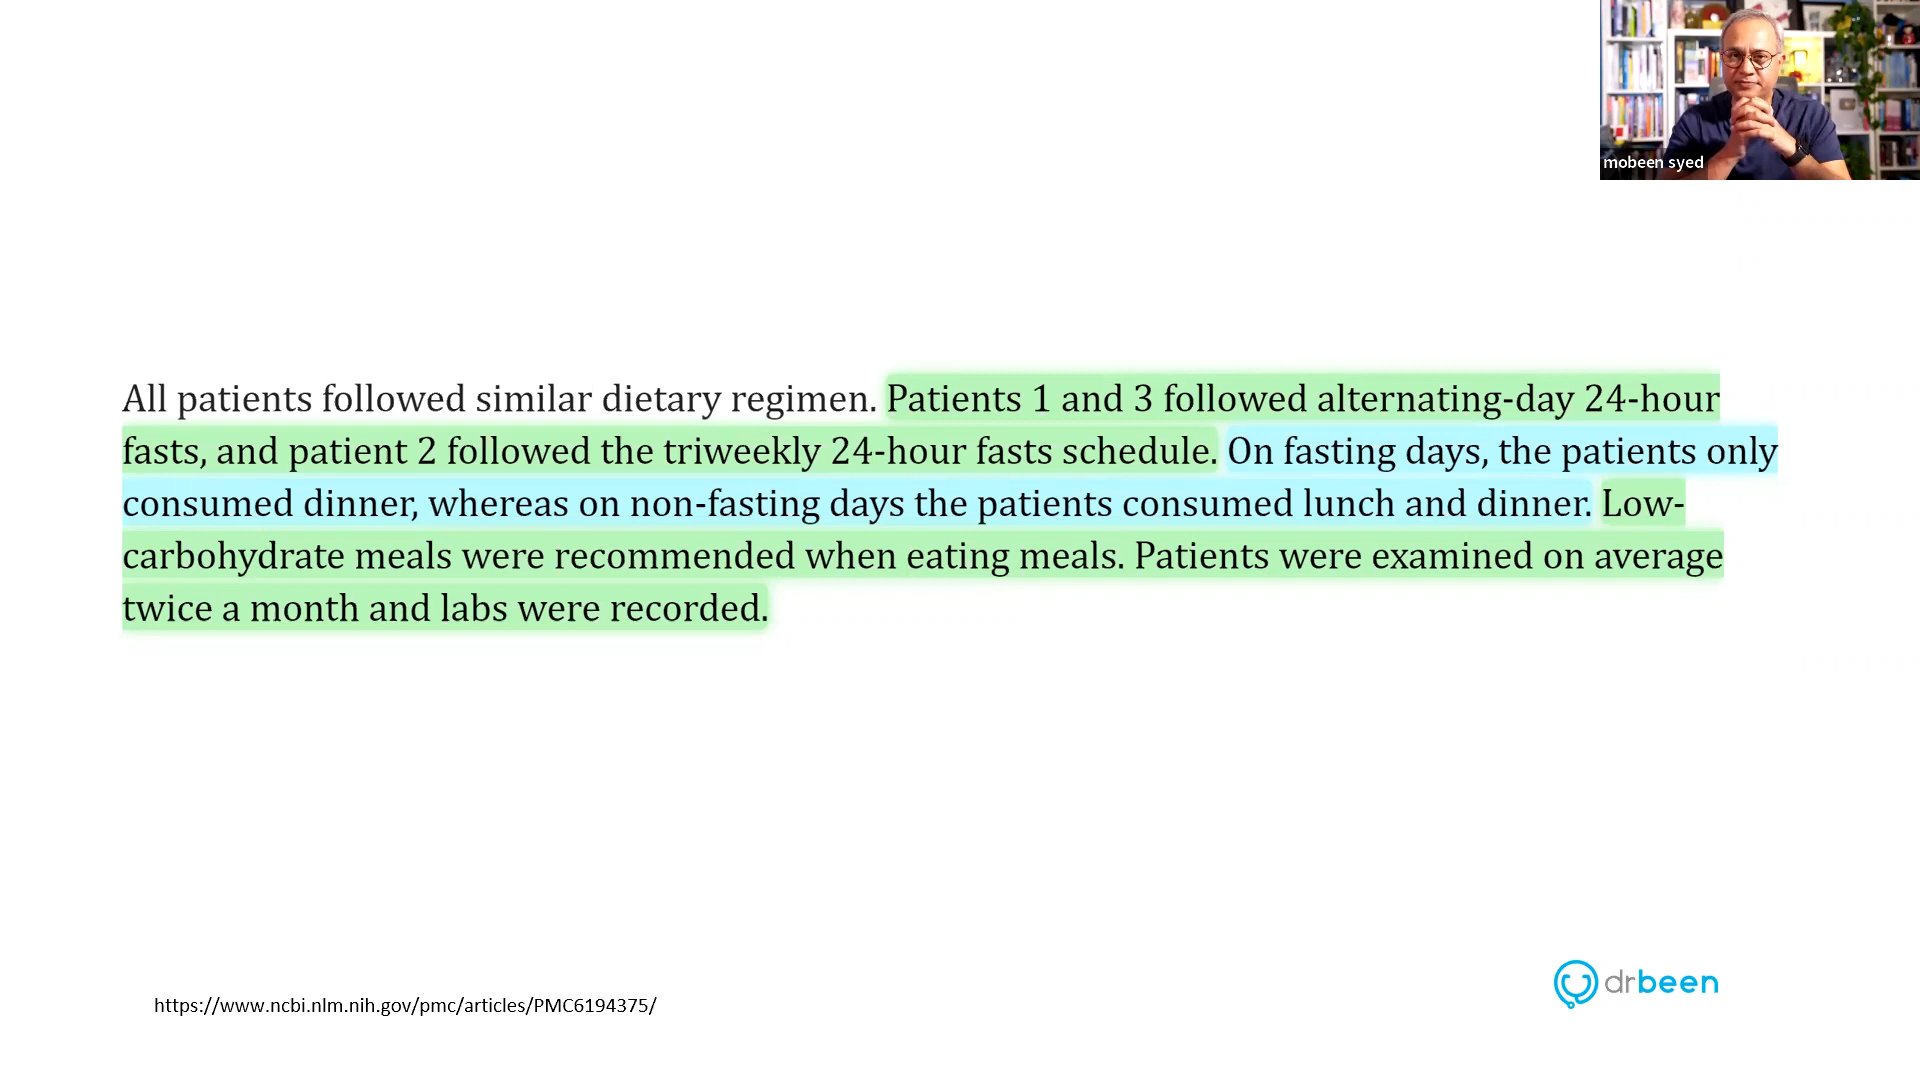 mobeen syed
All patients followed similar dietary regimen. Patients 1 and 3 followed alternating-day 24-hour
fasts, and patient 2 followed the triweekly 24-hour fasts schedule. On fasting days, the patients only
consumed dinner, whereas on non-fasting days the patients consumed lunch and dinner. Low-
carbohydrate meals were recommended when eating meals. Patients were examined on average
twice a month and labs were recorded.
drbeen
https://www.ncbi.nlm.nih.gov/pmc/articles/PMC6194375/